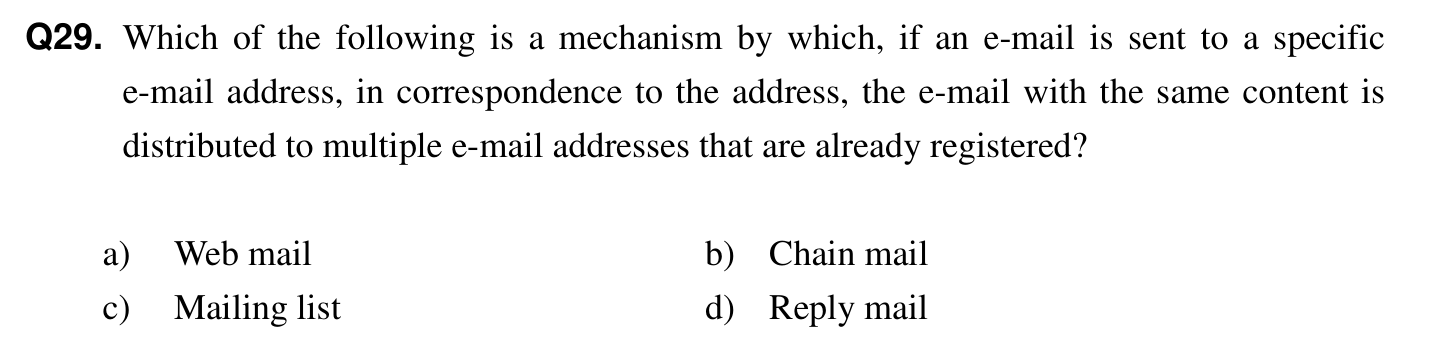 Q29. Which of the following is a mechanism by which, if an e-mail is sent to a specific
e-mail address, in correspondence to the address, the e-mail with the same content is
distributed to multiple e-mail addresses that are already registered?
a) Web mail b) Chain mail
c) Mailing list d) Reply mail